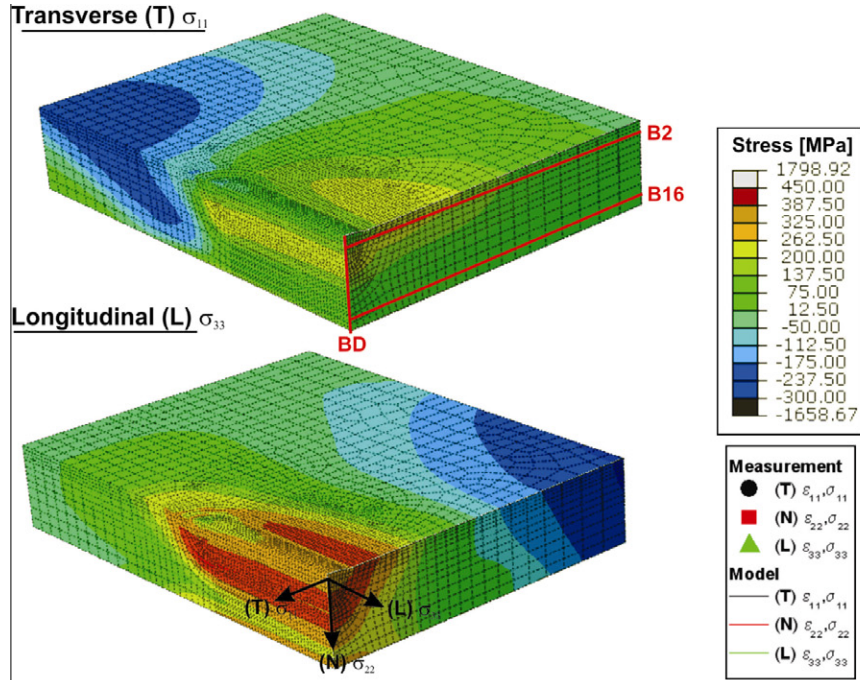 Transverse (T) σ₁₁
B2
B16
BD
Longitudinal (L) σ₃₃
(T) σ
(L) σ
(N) σ₂₂
Stress [MPa]
1798.92
450.00
387.50
325.00
262.50
200.00
137.50
75.00
12.50
-50.00
-112.50
-175.00
-237.50
-300.00
-1658.67
Measurement
(T) ε₁₁,σ₁₁
(N) ε₂₂,σ₂₂
(L) ε₃₃,σ₃₃
Model
(T) ε₁₁,σ₁₁
(N) ε₂₂,σ₂₂
(L) ε₃₃,σ₃₃